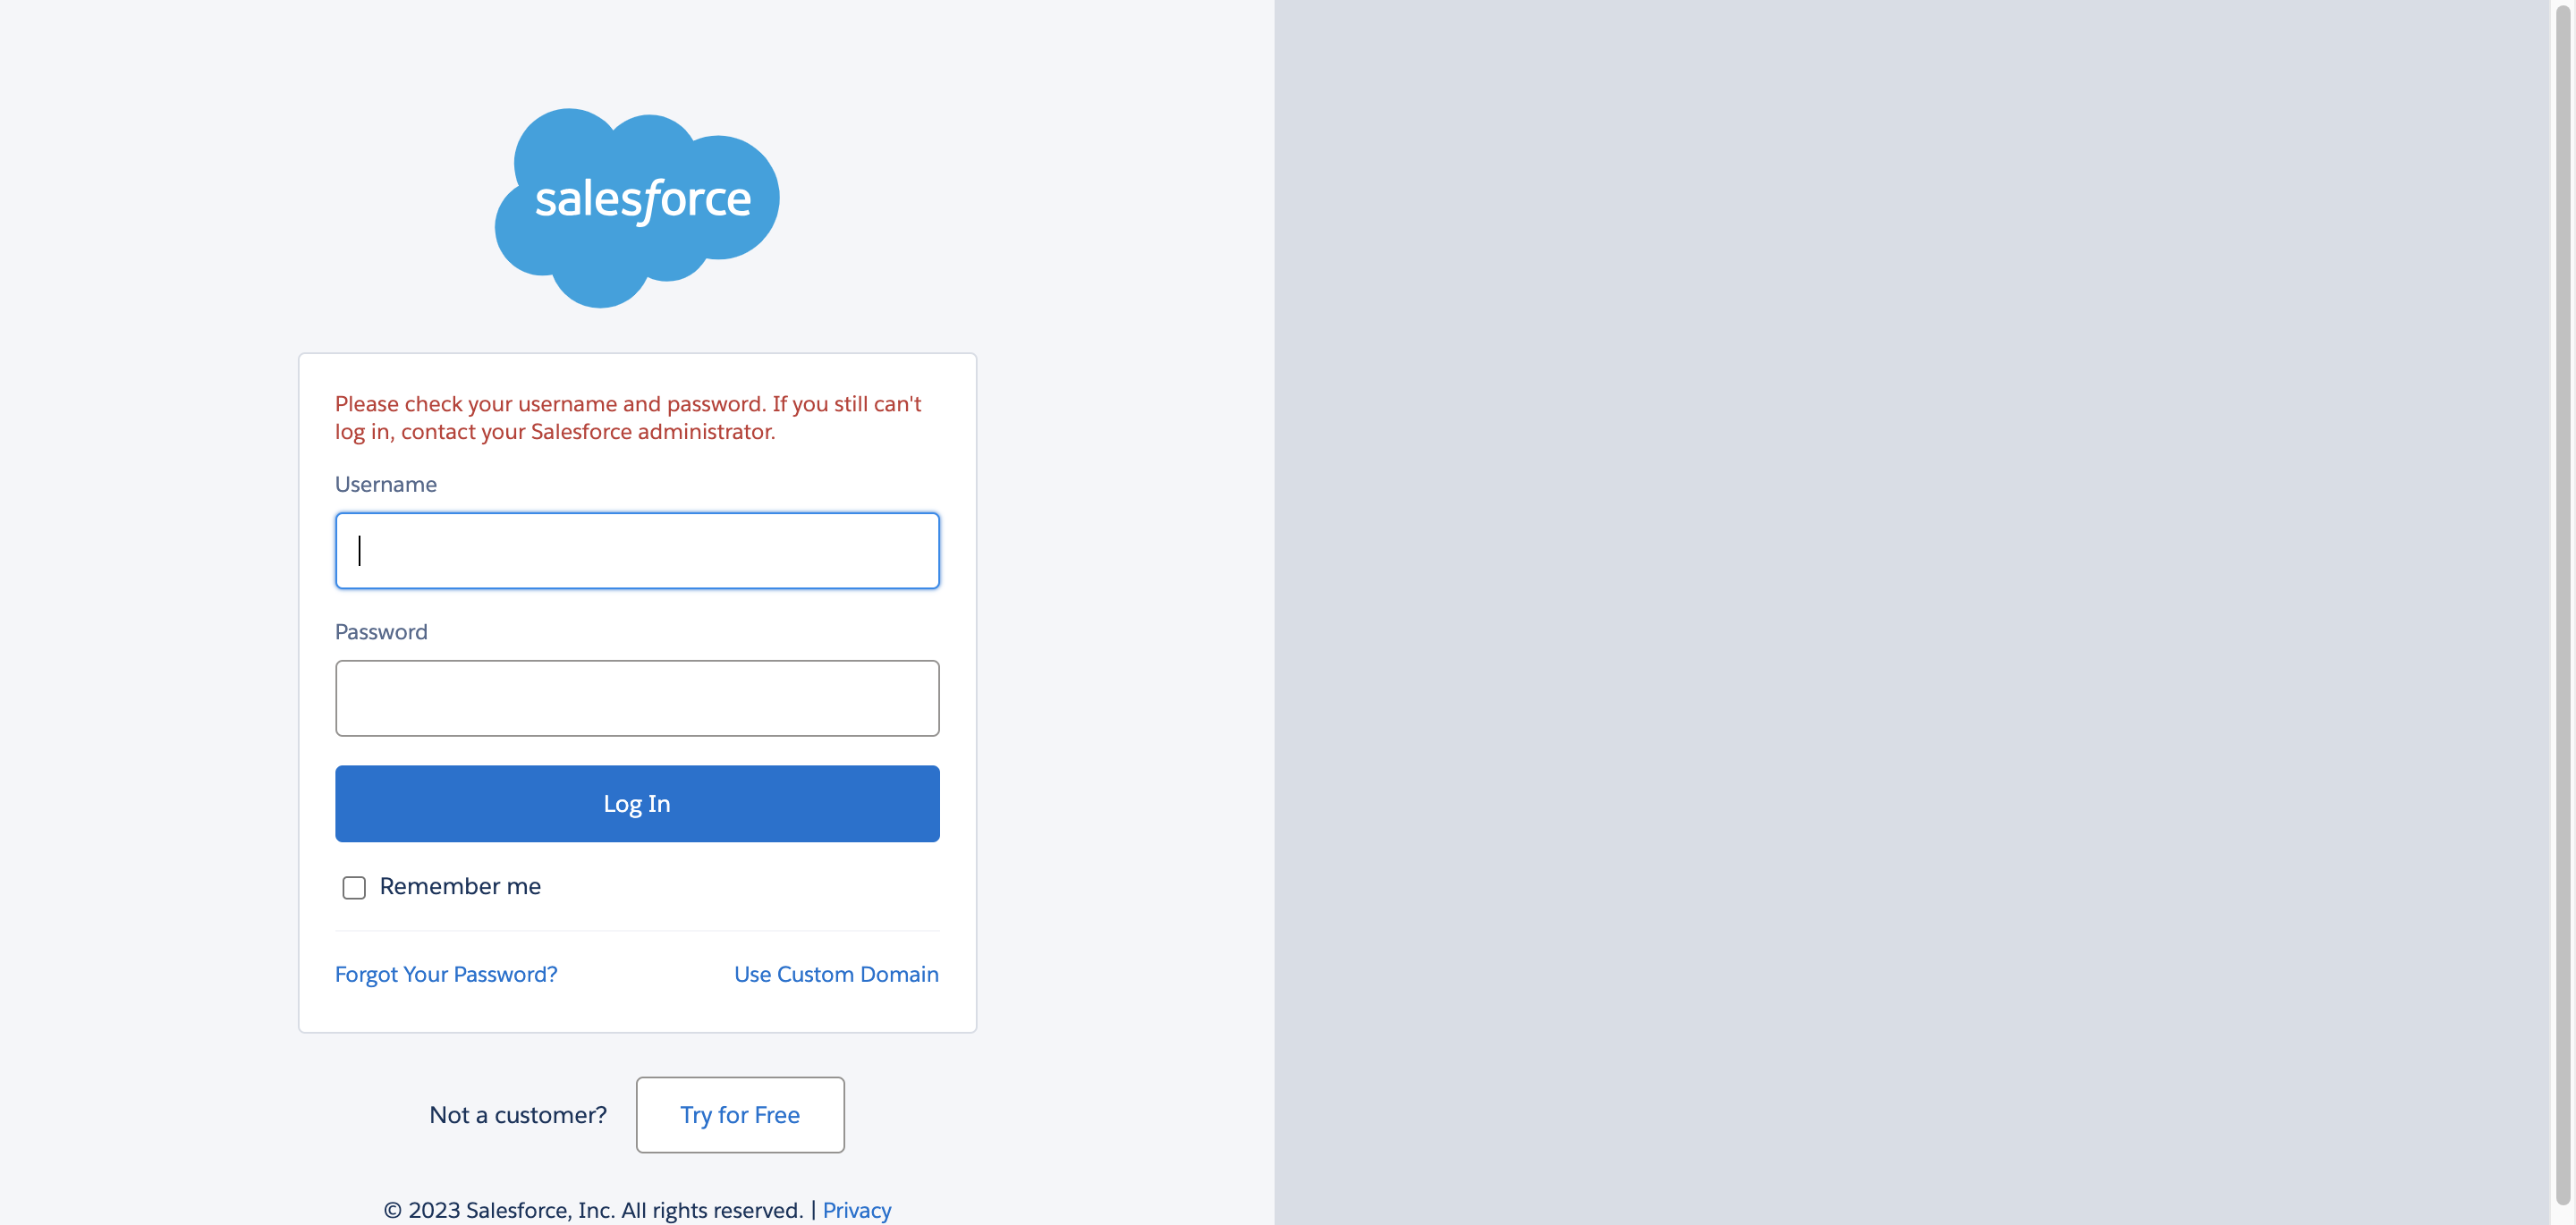 salesforce
Please check your username and password. If you still can't
log in, contact your Salesforce administrator.
Username
Password
Log In
Remember me
Forgot Your Password? Use Custom Domain
Not a customer? Try for Free
© 2023 Salesforce, Inc. All rights reserved. | Privacy